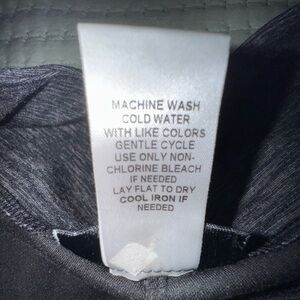 MACHINE WASH
COLD WATER
WITH LIKE COLORS
GENTLE CYCLE
USE ONLY NON-
CHLORINE BLEACH
IF NEEDED
LAY FLAT TO DRY
COOL IRON IF
NEEDED